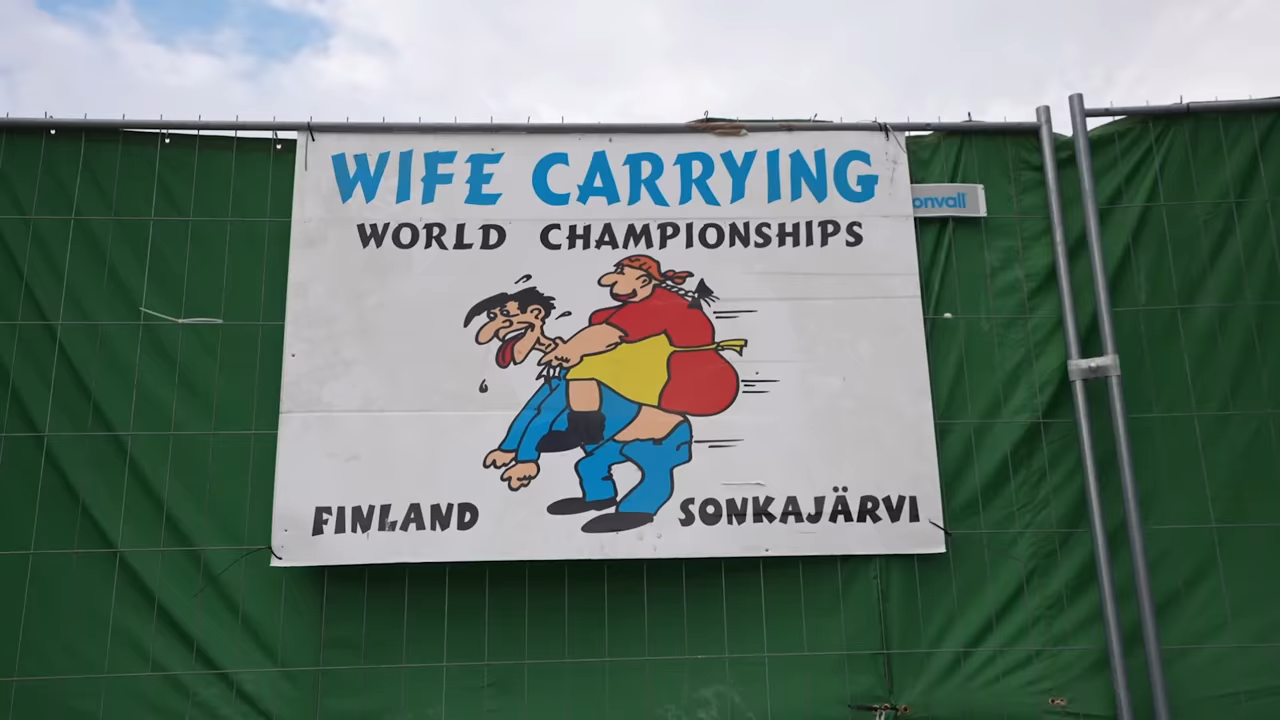 WIFE CARRYING
WORLD CHAMPIONSHIPS
onvall
FINLAND
SONKAJÄRVI